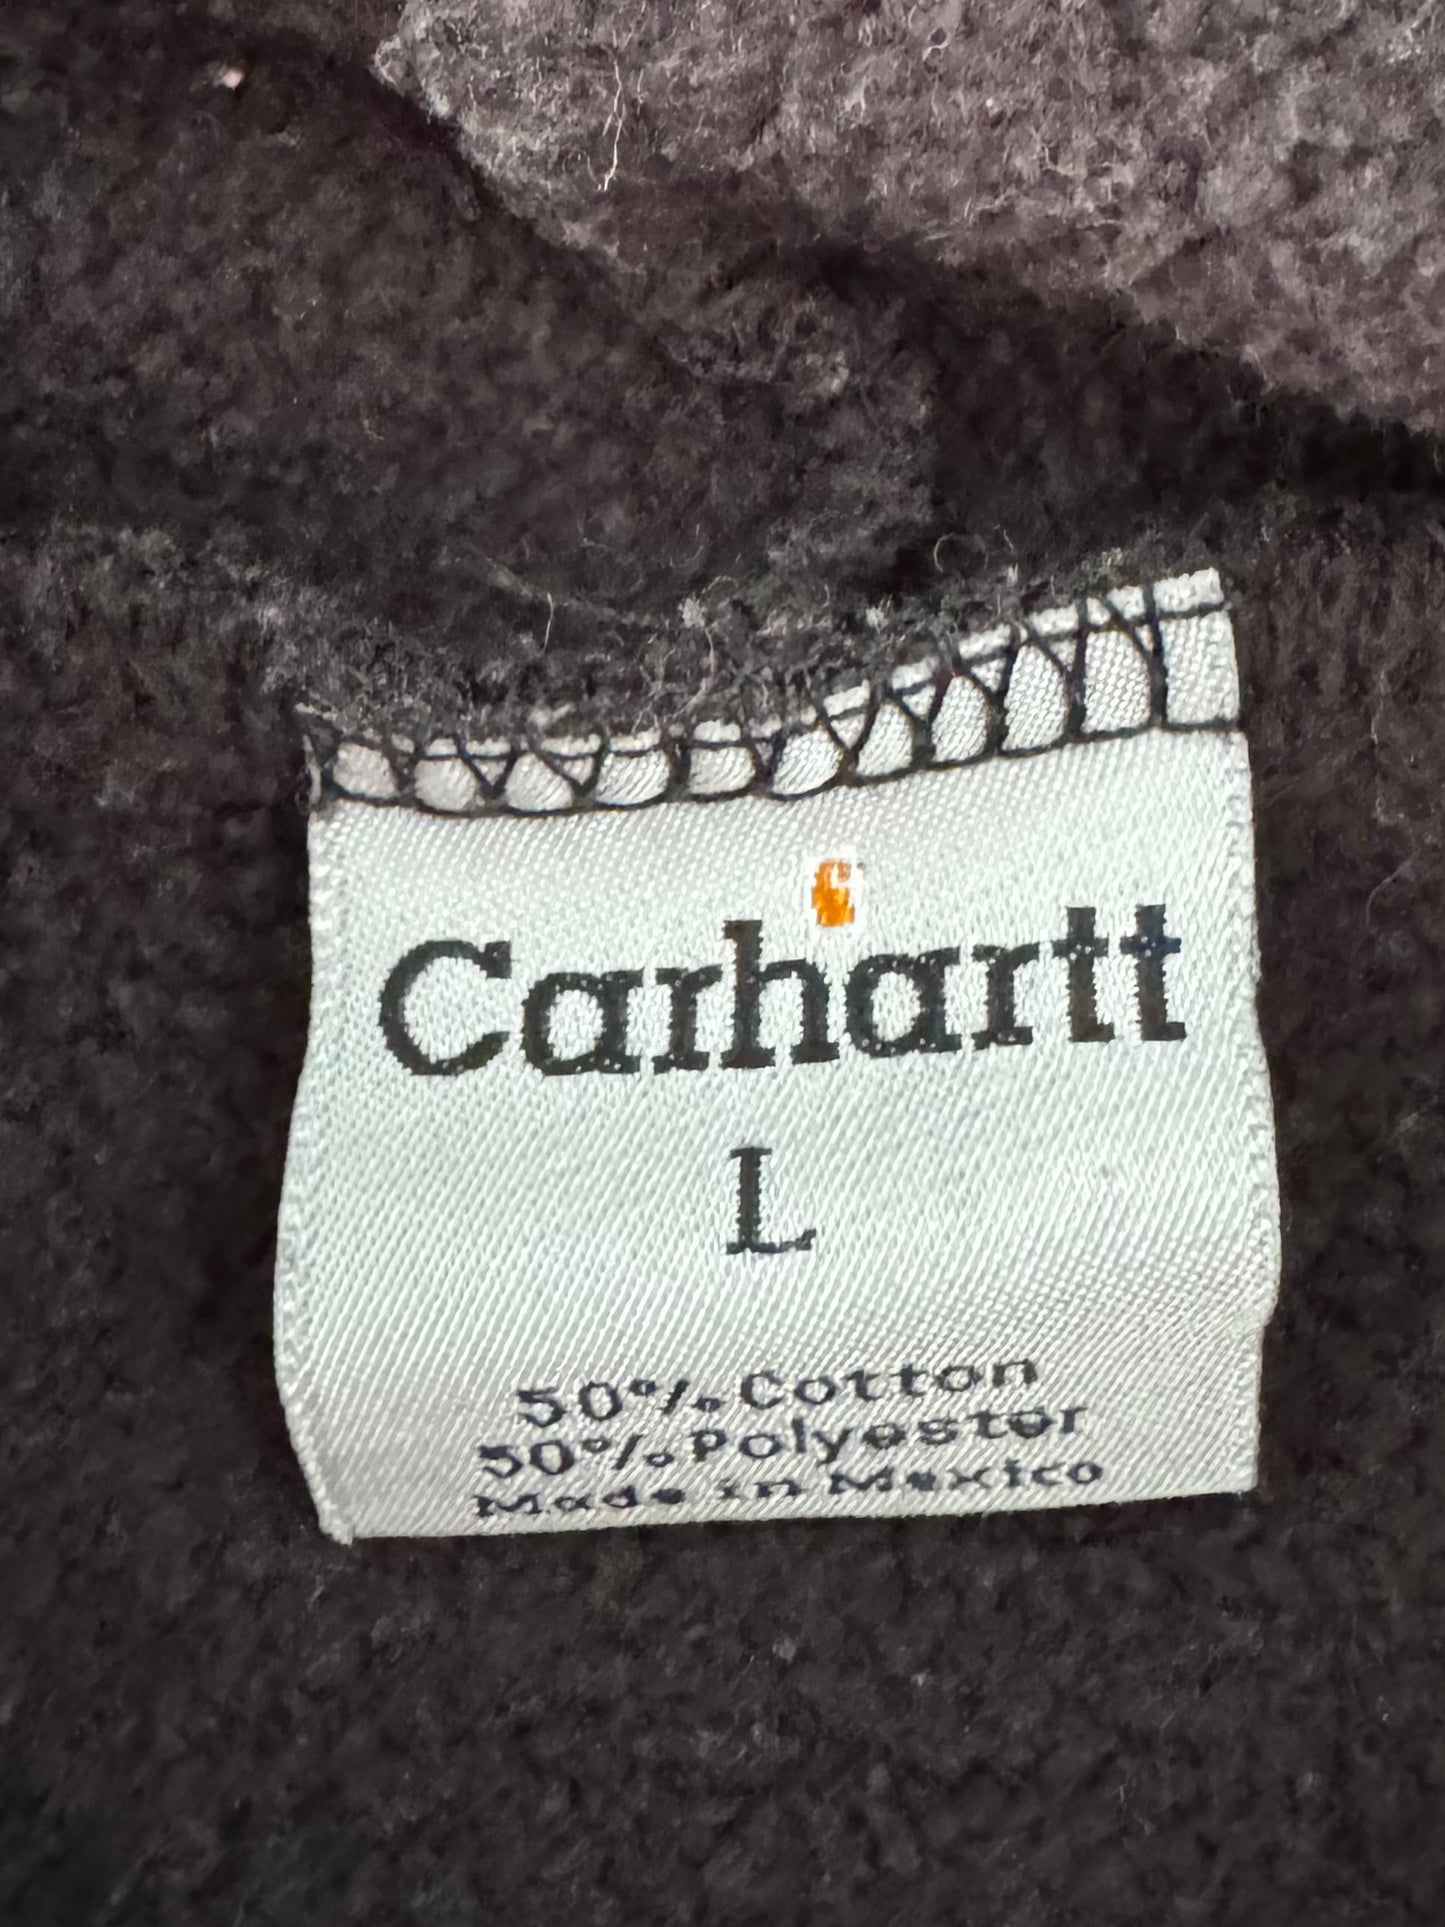 Carhartt
L
50% Cotton
50% Polyester
Made in Mexico